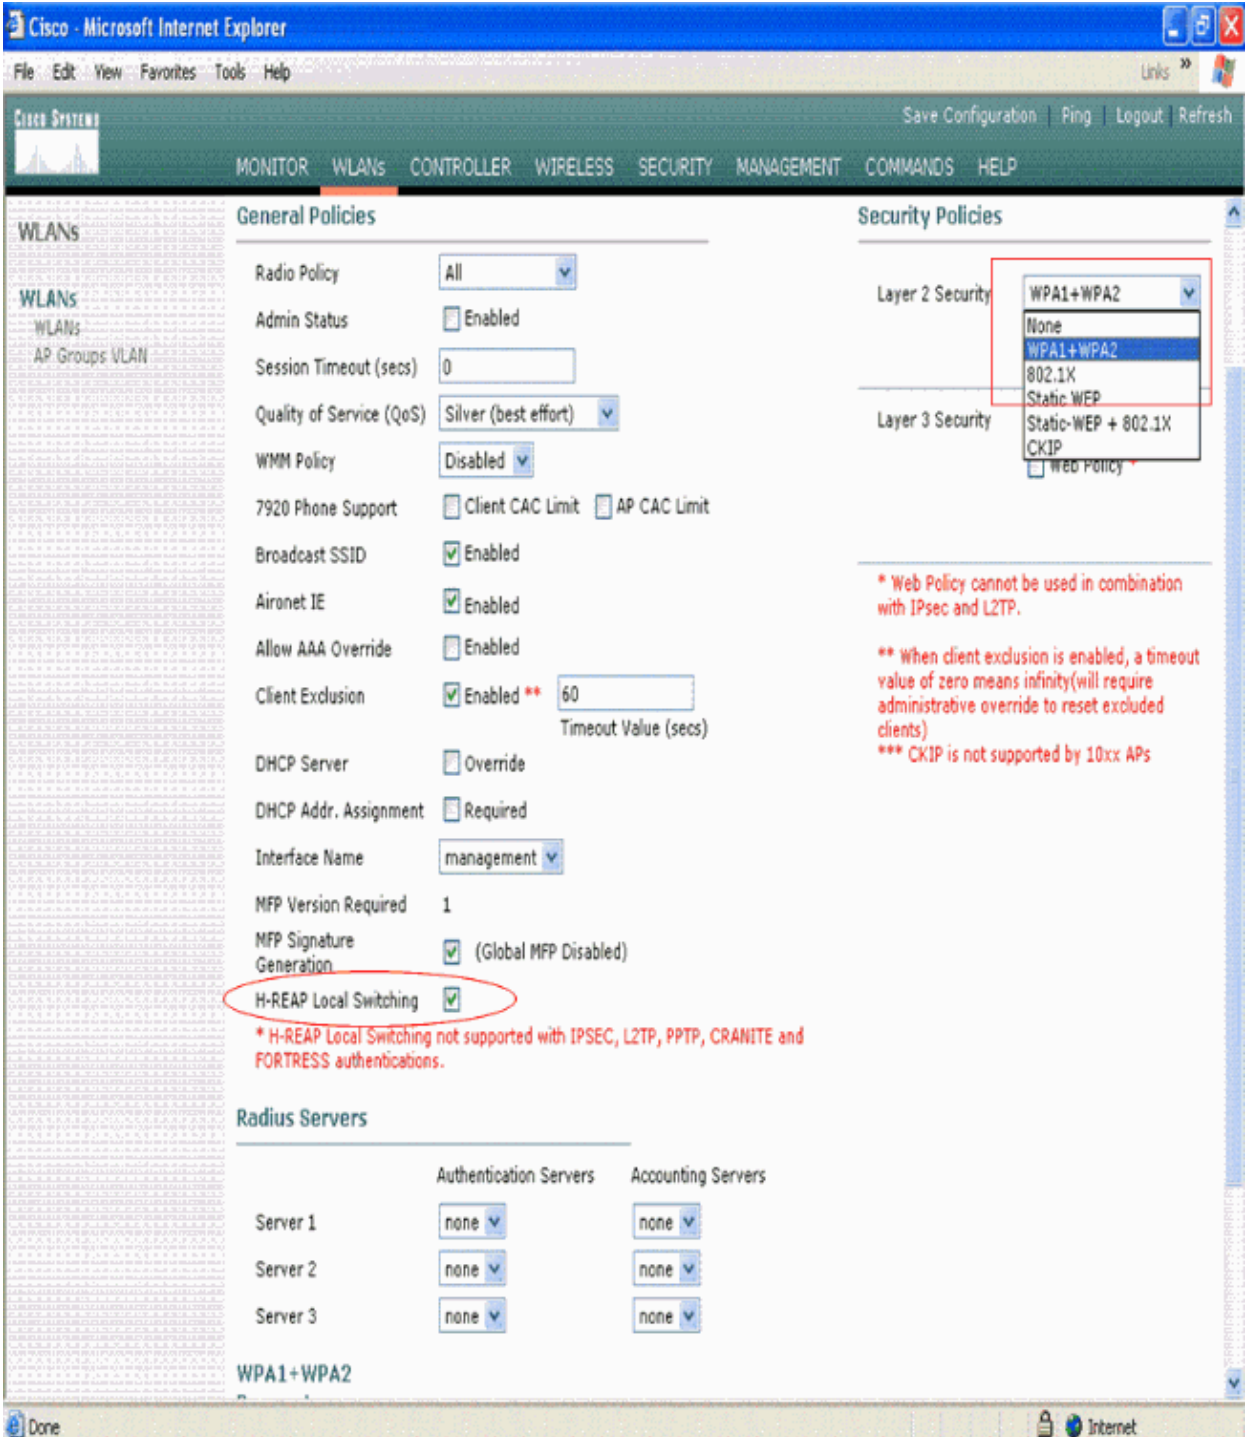 Cisco - Microsoft Internet Explorer
File Edit View Favorites Tools Help
Links »
CISCO SYSTEMS
Save Configuration | Ping | Logout | Refresh
MONITOR WLANs CONTROLLER WIRELESS SECURITY MANAGEMENT COMMANDS HELP
WLANs
WLANs
WLANs
AP Groups VLAN
General Policies
Radio Policy All
Admin Status Enabled
Session Timeout (secs) 0
Quality of Service (QoS) Silver (best effort)
WMM Policy Disabled
7920 Phone Support Client CAC Limit AP CAC Limit
Broadcast SSID Enabled
Aironet IE Enabled
Allow AAA Override Enabled
Client Exclusion Enabled ** 60
Timeout Value (secs)
DHCP Server Override
DHCP Addr. Assignment Required
Interface Name management
MFP Version Required 1
MFP Signature
Generation (Global MFP Disabled)
H-REAP Local Switching
* H-REAP Local Switching not supported with IPSEC, L2TP, PPTP, CRANITE and
FORTRESS authentications.
Security Policies
Layer 2 Security WPA1+WPA2
None
WPA1+WPA2
802.1X
Static WEP
Static-WEP + 802.1X
CKIP
Layer 3 Security
Web Policy *
* Web Policy cannot be used in combination
with IPsec and L2TP.
** When client exclusion is enabled, a timeout
value of zero means infinity(will require
administrative override to reset excluded
clients)
*** CKIP is not supported by 10xx APs
Radius Servers
Authentication Servers Accounting Servers
Server 1 none none
Server 2 none none
Server 3 none none
WPA1+WPA2
Done
Internet